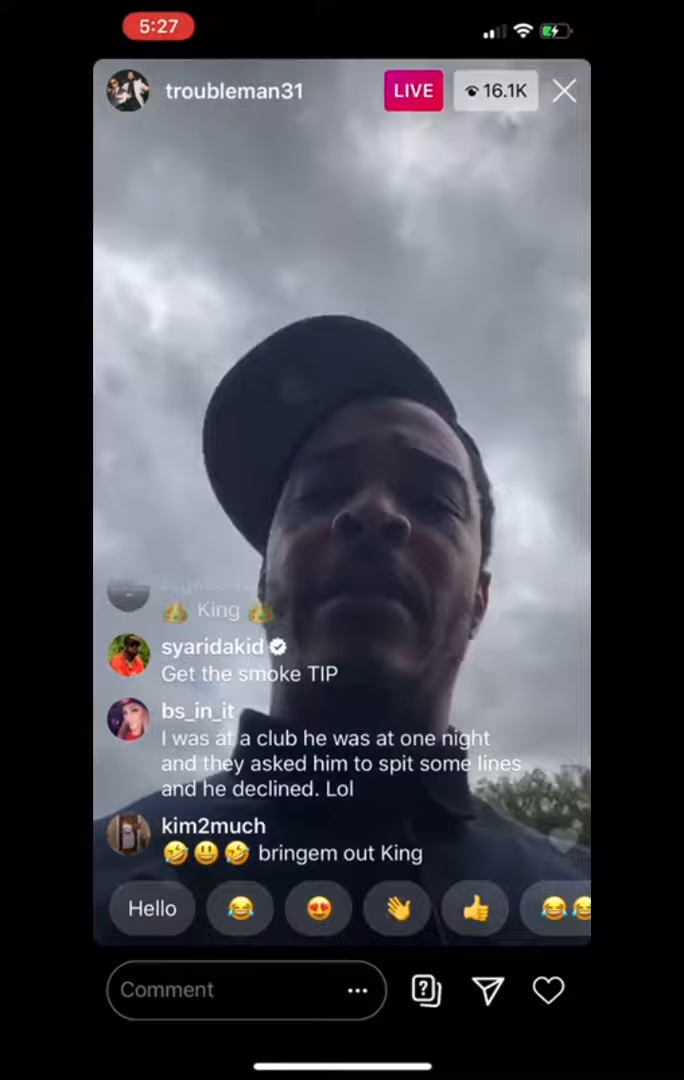 5:27
troubleman31 LIVE 16.1K
👑 King 👑
syaridakid
Get the smoke TIP
bs_in_it
I was at a club he was at one night
and they asked him to spit some lines
and he declined. Lol
kim2much
🤣😃🤣 bringem out King
Hello 😂 😍 👋 👍 😂😂
Comment